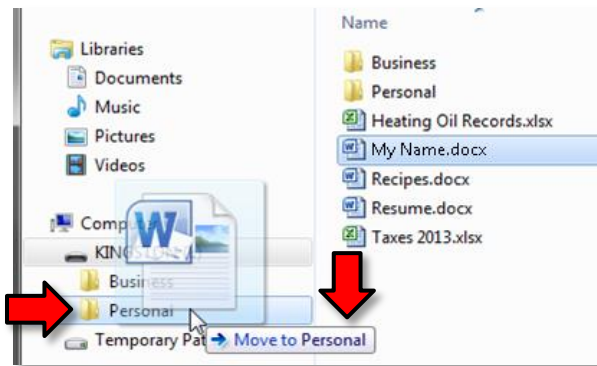 Libraries
Documents
Music
Pictures
Videos
Computer
Business
Personal
Temporary
Move to Personal
Name
Business
Personal
Heating Oil Records.xlsx
My Name.docx
Recipes.docx
Resume.docx
Taxes 2013.xlsx
W